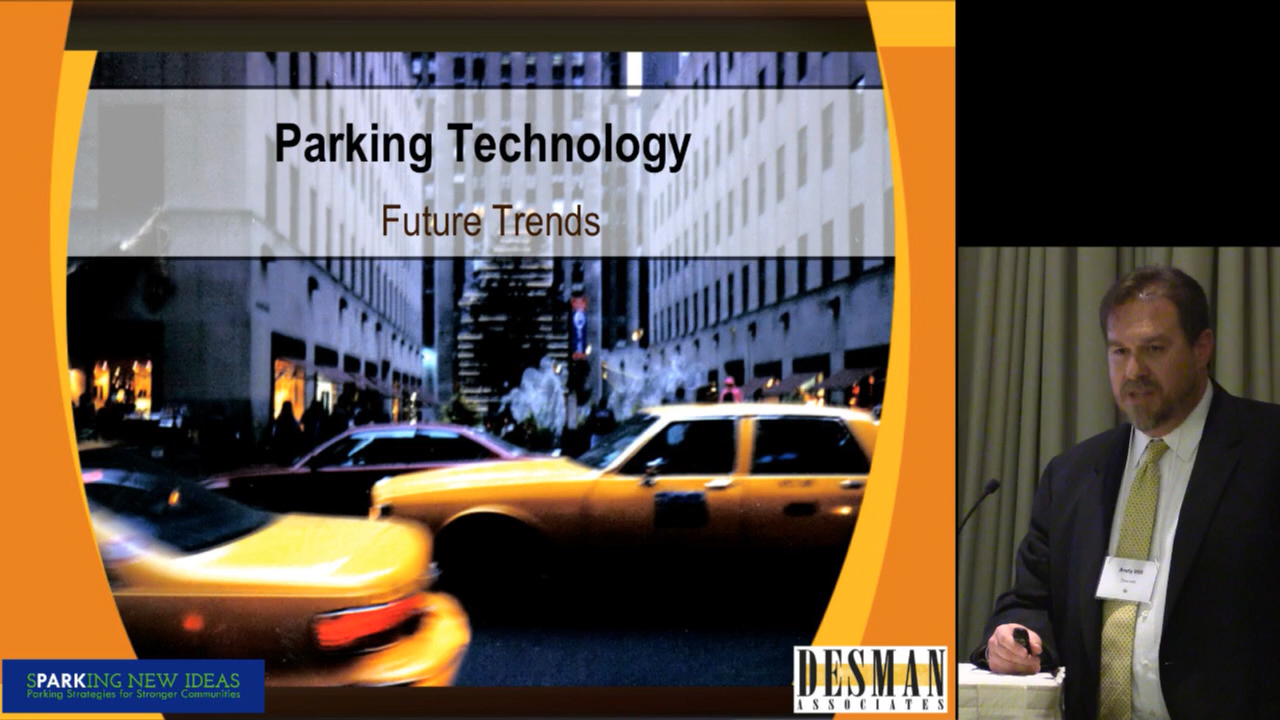 Parking Technology
Future Trends
SPARKING NEW IDEAS
Parking Strategies for Stronger Communities
DESMAN
ASSOCIATES